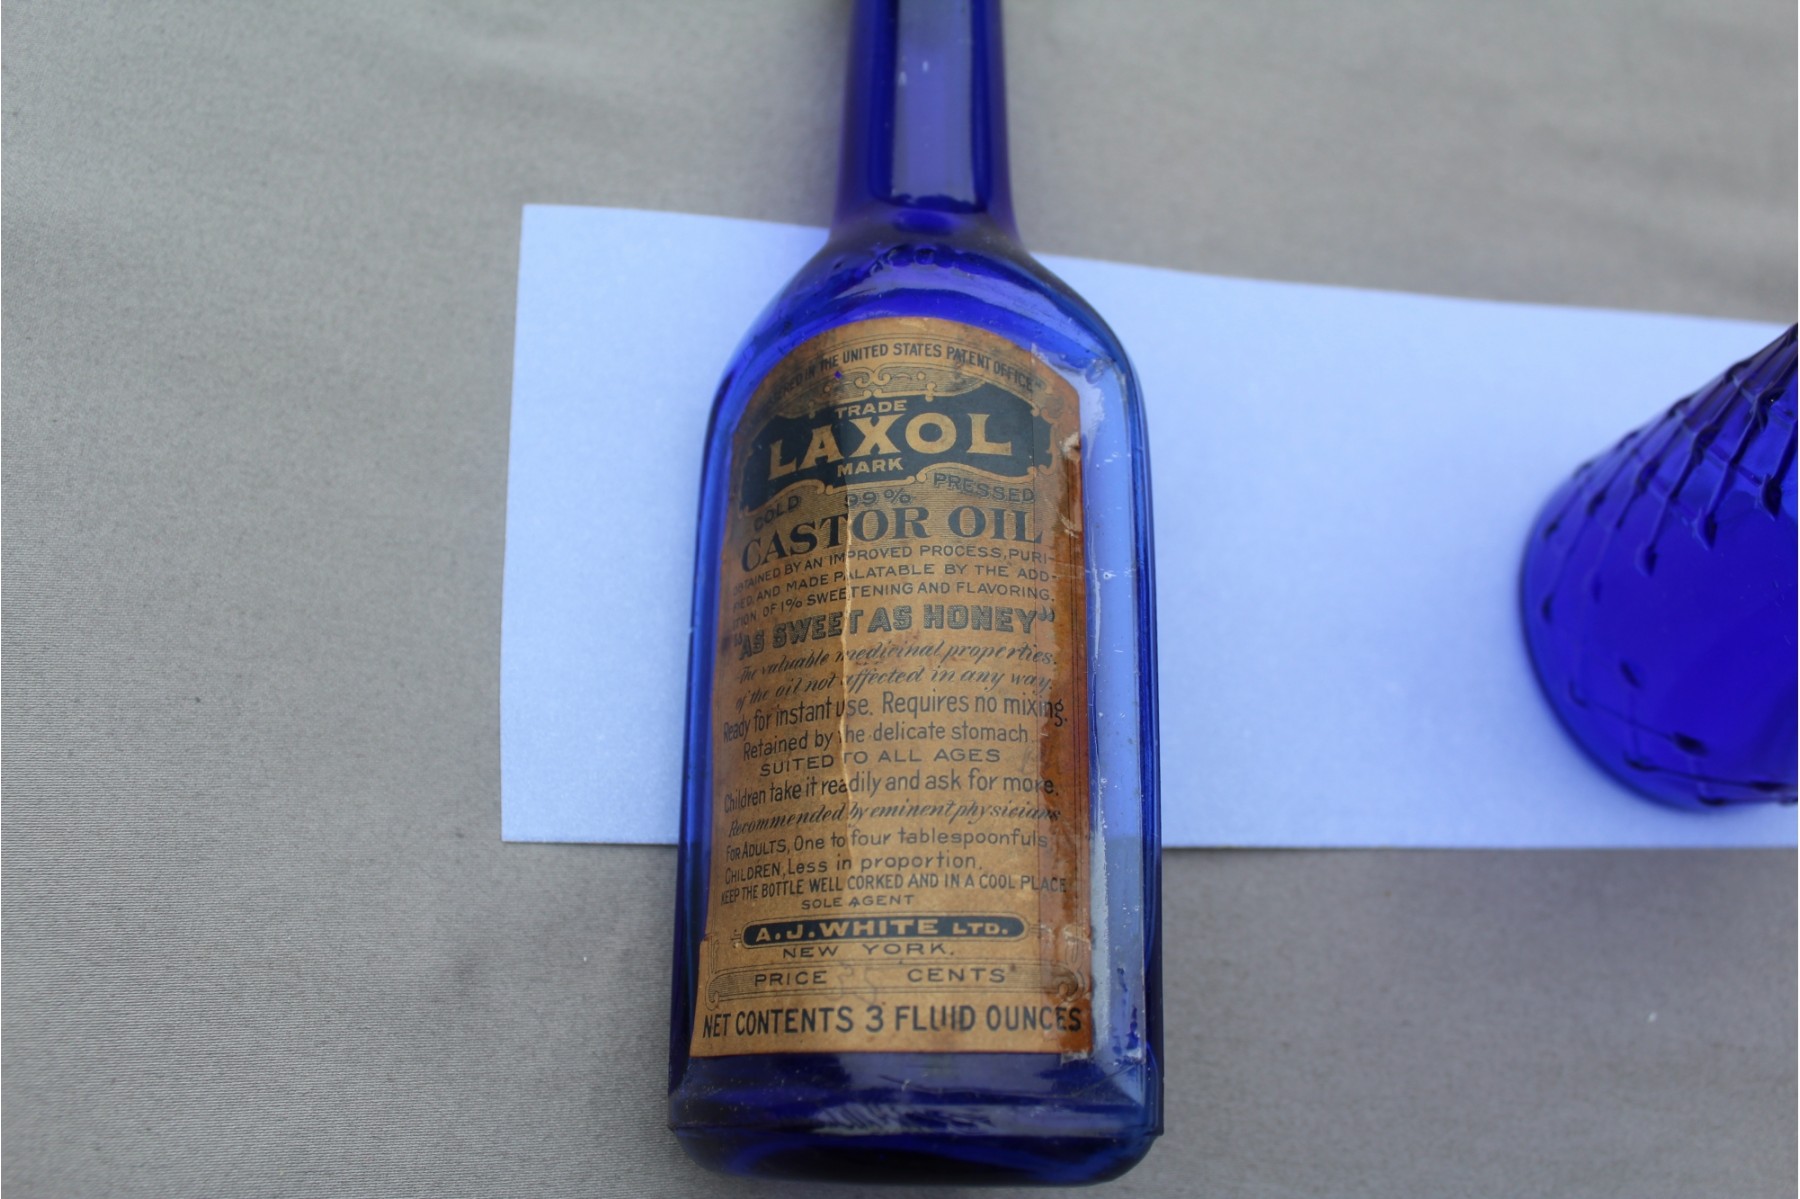 IN THE UNITED STATES PATENT OFFICE
TRADE
LAXOL
MARK
COLD 99% PRESSED
CASTOR OIL
OBTAINED BY AN IMPROVED PROCESS, PURI-
FIED, AND MADE PALATABLE BY THE ADD-
ITION OF 1% SWEETENING AND FLAVORING.
"AS SWEET AS HONEY"
The valuable medicinal properties
of the oil not affected in any way.
Ready for instant use. Requires no mixing.
Retained by the delicate stomach
SUITED TO ALL AGES
Children take it readily and ask for more.
Recommended by eminent physicians
FOR ADULTS, One to four tablespoonfuls
CHILDREN, Less in proportion.
KEEP THE BOTTLE WELL CORKED AND IN A COOL PLACE
SOLE AGENT
A.J. WHITE LTD.
NEW YORK.
PRICE 35 CENTS
NET CONTENTS 3 FLUID OUNCES